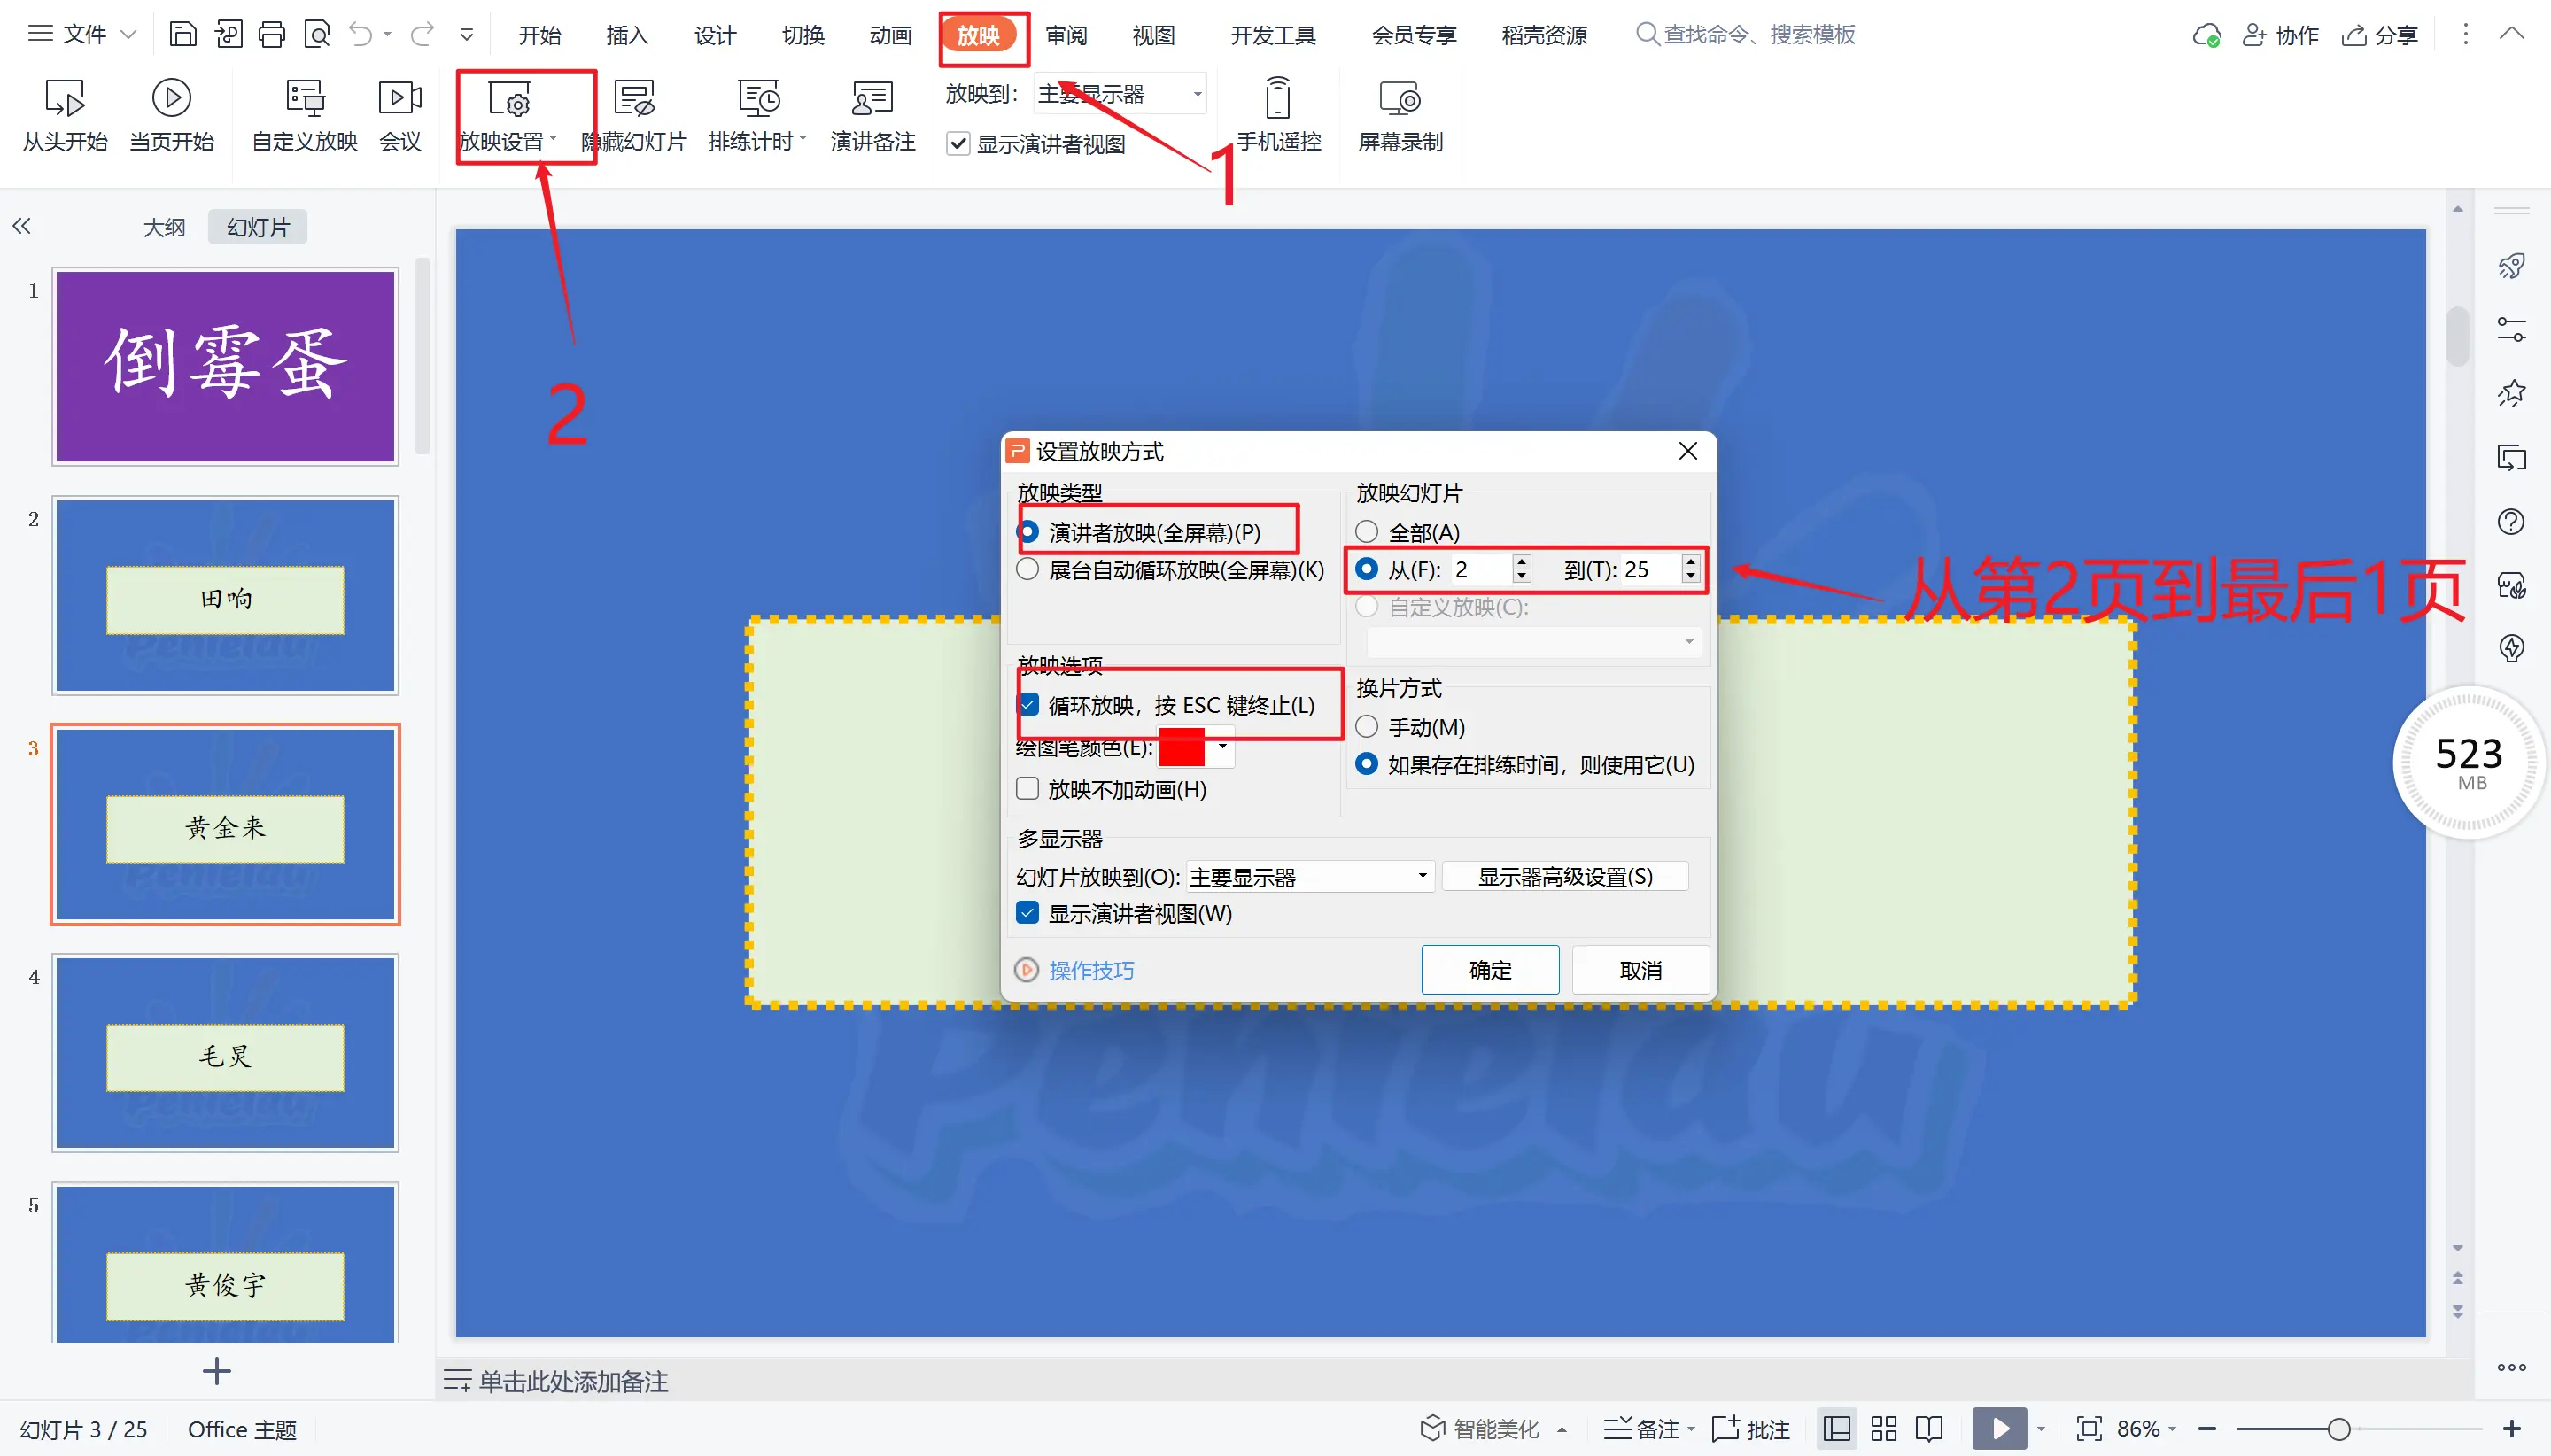 文件
开始 插入 设计 切换 动画 放映 审阅 视图 开发工具 会员专享 稻壳资源 查找命令、搜索模板 协作 分享
从头开始 当页开始 自定义放映 会议 放映设置 隐藏幻灯片 排练计时 演讲备注
放映到: 主要显示器
显示演讲者视图
手机遥控 屏幕录制
1
2
大纲 幻灯片
1
倒霉蛋
2
田响
3
黄金来
4
毛炅
5
黄俊宇
设置放映方式
放映类型
演讲者放映(全屏幕)(P)
展台自动循环放映(全屏幕)(K)
放映幻灯片
全部(A)
从(F): 2 到(T): 25
自定义放映(C):
从第2页到最后1页
放映选项
循环放映，按 ESC 键终止(L)
绘图笔颜色(E):
放映不加动画(H)
换片方式
手动(M)
如果存在排练时间，则使用它(U)
多显示器
幻灯片放映到(O): 主要显示器 显示器高级设置(S)
显示演讲者视图(W)
操作技巧 确定 取消
523
MB
单击此处添加备注
幻灯片 3 / 25 Office 主题 智能美化 备注 批注 86%